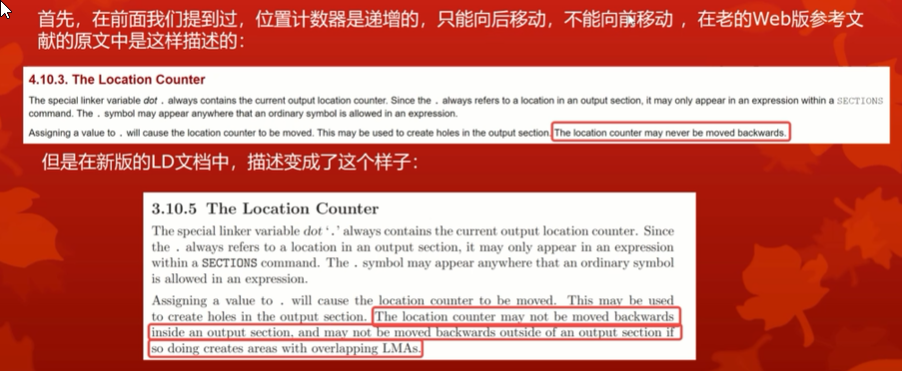 首先，在前面我们提到过，位置计数器是递增的，只能向后移动，不能向前移动 ，在老的Web版参考文
献的原文中是这样描述的：
4.10.3. The Location Counter
The special linker variable dot . always contains the current output location counter. Since the . always refers to a location in an output section, it may only appear in an expression within a SECTIONS
command. The . symbol may appear anywhere that an ordinary symbol is allowed in an expression.
Assigning a value to . will cause the location counter to be moved. This may be used to create holes in the output section. The location counter may never be moved backwards.
但是在新版的LD文档中，描述变成了这个样子：
3.10.5 The Location Counter
The special linker variable dot ‘.’ always contains the current output location counter. Since
the . always refers to a location in an output section, it may only appear in an expression
within a SECTIONS command. The . symbol may appear anywhere that an ordinary symbol
is allowed in an expression.
Assigning a value to . will cause the location counter to be moved. This may be used
to create holes in the output section. The location counter may not be moved backwards
inside an output section, and may not be moved backwards outside of an output section if
so doing creates areas with overlapping LMAs.